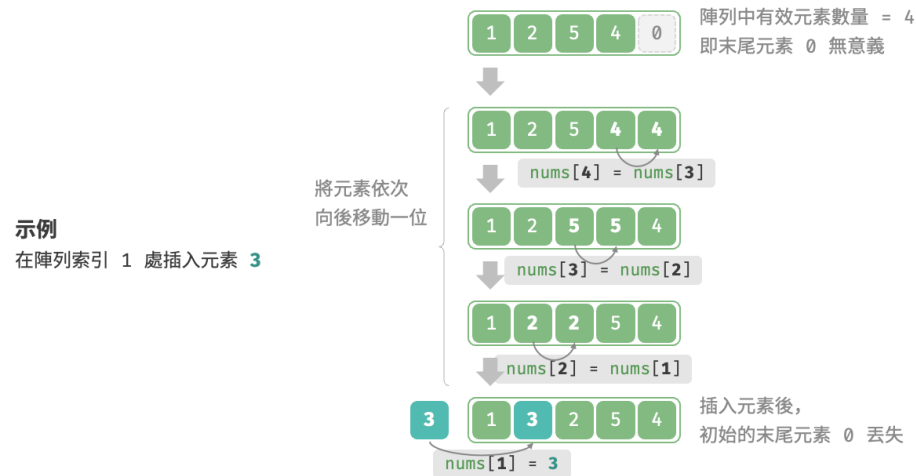 1 2 5 4 0
陣列中有效元素數量 = 4
即末尾元素 0 無意義
示例
在陣列索引 1 處插入元素 3
將元素依次
向後移動一位
1 2 5 4 4
nums[4] = nums[3]
1 2 5 5 4
nums[3] = nums[2]
1 2 2 5 4
nums[2] = nums[1]
3 1 3 2 5 4
nums[1] = 3
插入元素後，
初始的末尾元素 0 丟失